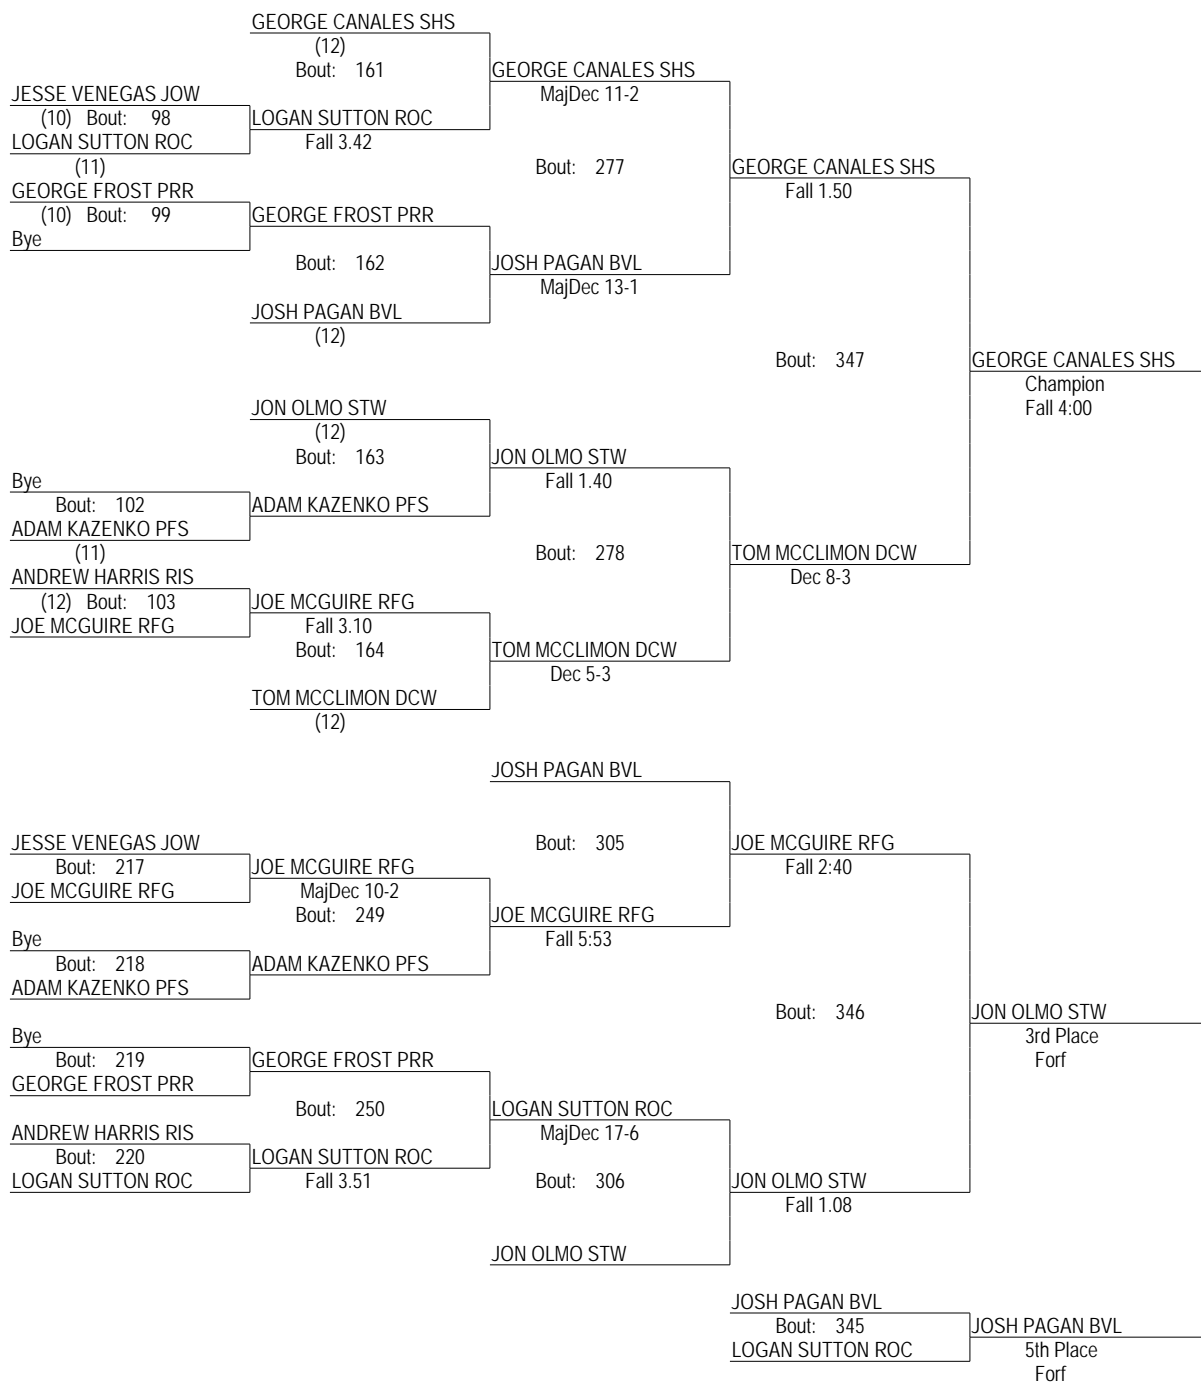 GEORGE CANALES SHS
(12)
Bout: 161
GEORGE CANALES SHS
MajDec 11-2
JESSE VENEGAS JOW
(10) Bout: 98
LOGAN SUTTON ROC
Fall 3.42
LOGAN SUTTON ROC
(11)
Bout: 277
GEORGE CANALES SHS
Fall 1.50
GEORGE FROST PRR
(10) Bout: 99
GEORGE FROST PRR
Bye
Bout: 162
JOSH PAGAN BVL
MajDec 13-1
JOSH PAGAN BVL
(12)
Bout: 347
GEORGE CANALES SHS
Champion
Fall 4:00
JON OLMO STW
(12)
Bout: 163
JON OLMO STW
Fall 1.40
Bye
Bout: 102
ADAM KAZENKO PFS
ADAM KAZENKO PFS
(11)
Bout: 278
TOM MCCLIMON DCW
Dec 8-3
ANDREW HARRIS RIS
(12) Bout: 103
JOE MCGUIRE RFG
JOE MCGUIRE RFG
Fall 3.10
Bout: 164
TOM MCCLIMON DCW
Dec 5-3
TOM MCCLIMON DCW
(12)
JOSH PAGAN BVL
Bout: 305
JOE MCGUIRE RFG
Fall 2:40
JESSE VENEGAS JOW
Bout: 217
JOE MCGUIRE RFG
JOE MCGUIRE RFG
MajDec 10-2
Bout: 249
JOE MCGUIRE RFG
Fall 5:53
Bye
Bout: 218
ADAM KAZENKO PFS
ADAM KAZENKO PFS
Bout: 346
JON OLMO STW
3rd Place
Forf
Bye
Bout: 219
GEORGE FROST PRR
GEORGE FROST PRR
Bout: 250
LOGAN SUTTON ROC
MajDec 17-6
ANDREW HARRIS RIS
Bout: 220
LOGAN SUTTON ROC
LOGAN SUTTON ROC
Fall 3.51
Bout: 306
JON OLMO STW
Fall 1.08
JON OLMO STW
JOSH PAGAN BVL
Bout: 345
JOSH PAGAN BVL
LOGAN SUTTON ROC
5th Place
Forf